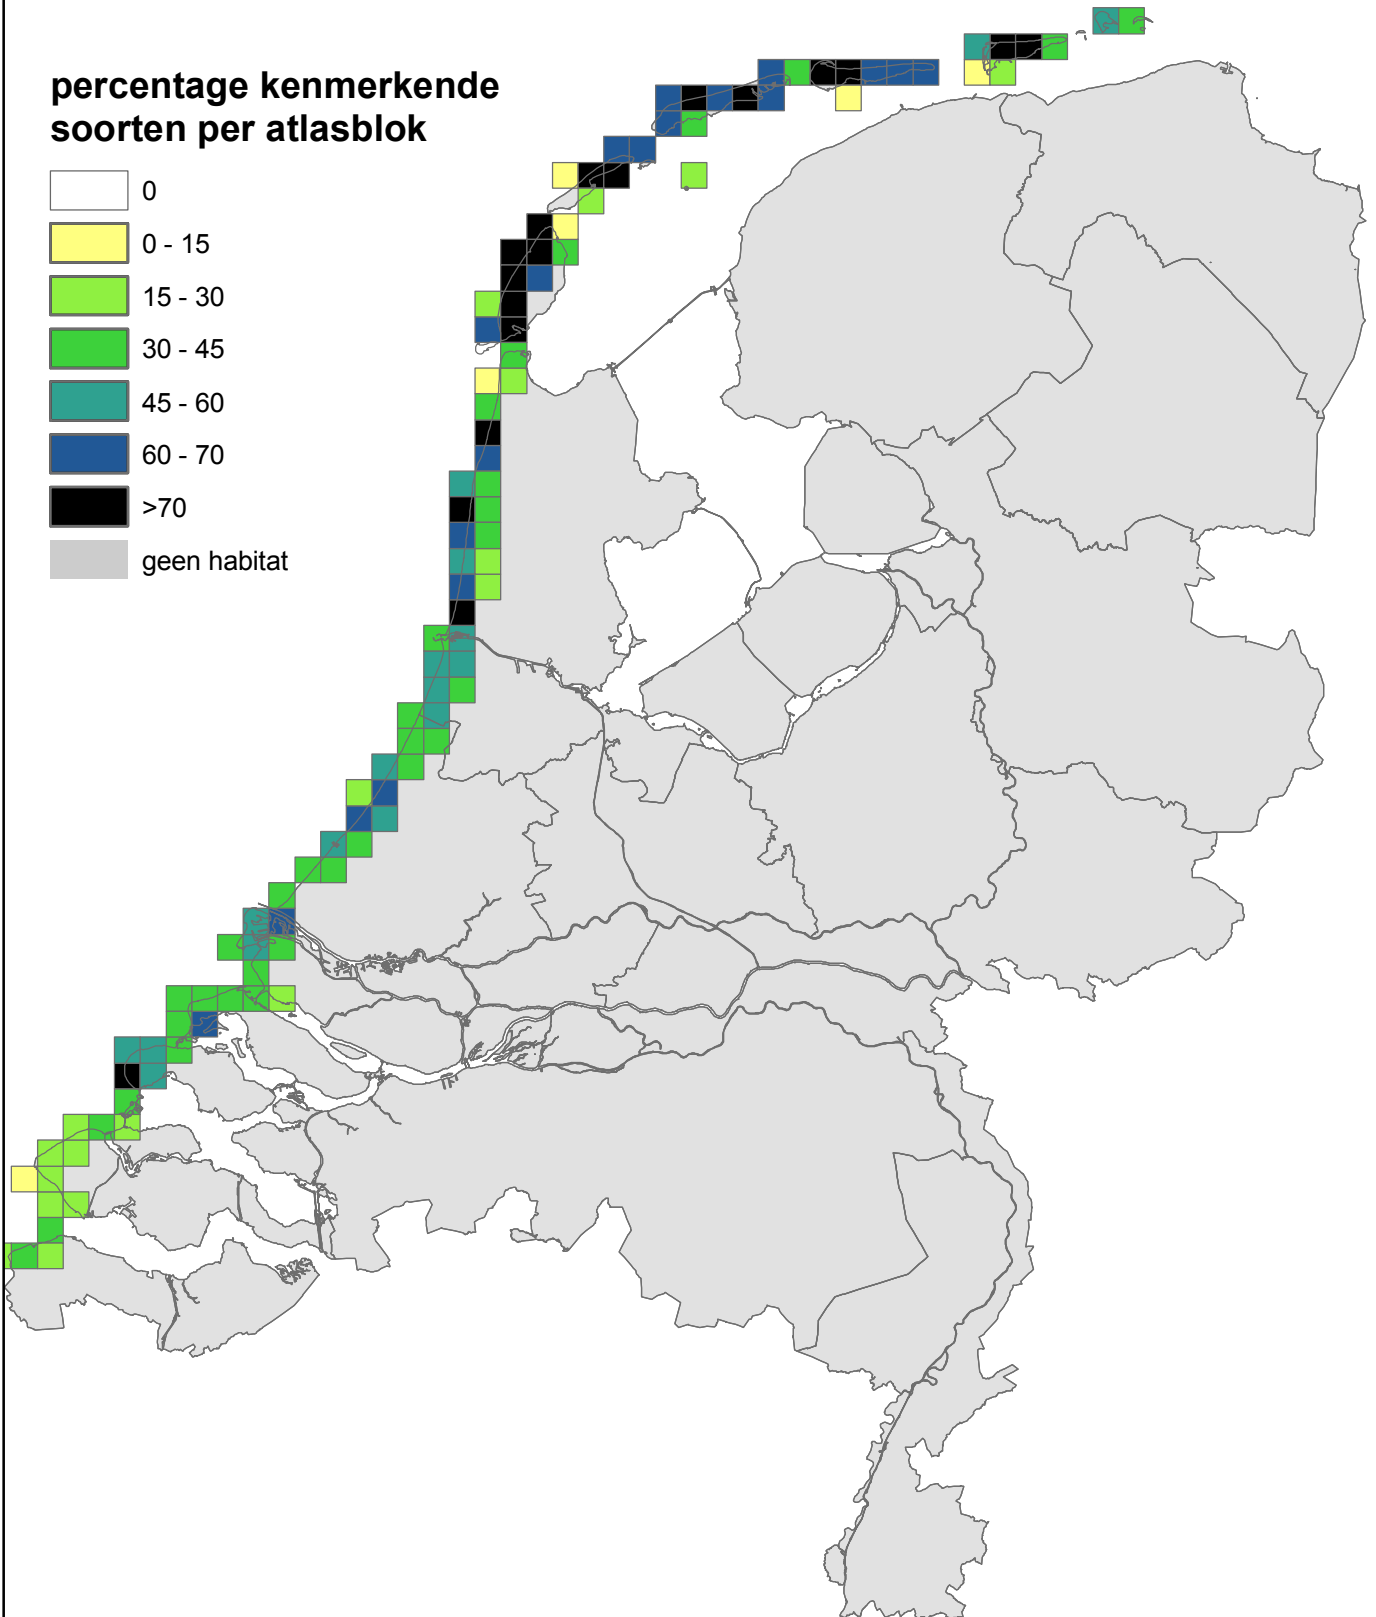 percentage kenmerkende
soorten per atlasblok
0
0 - 15
15 - 30
30 - 45
45 - 60
60 - 70
>70
geen habitat